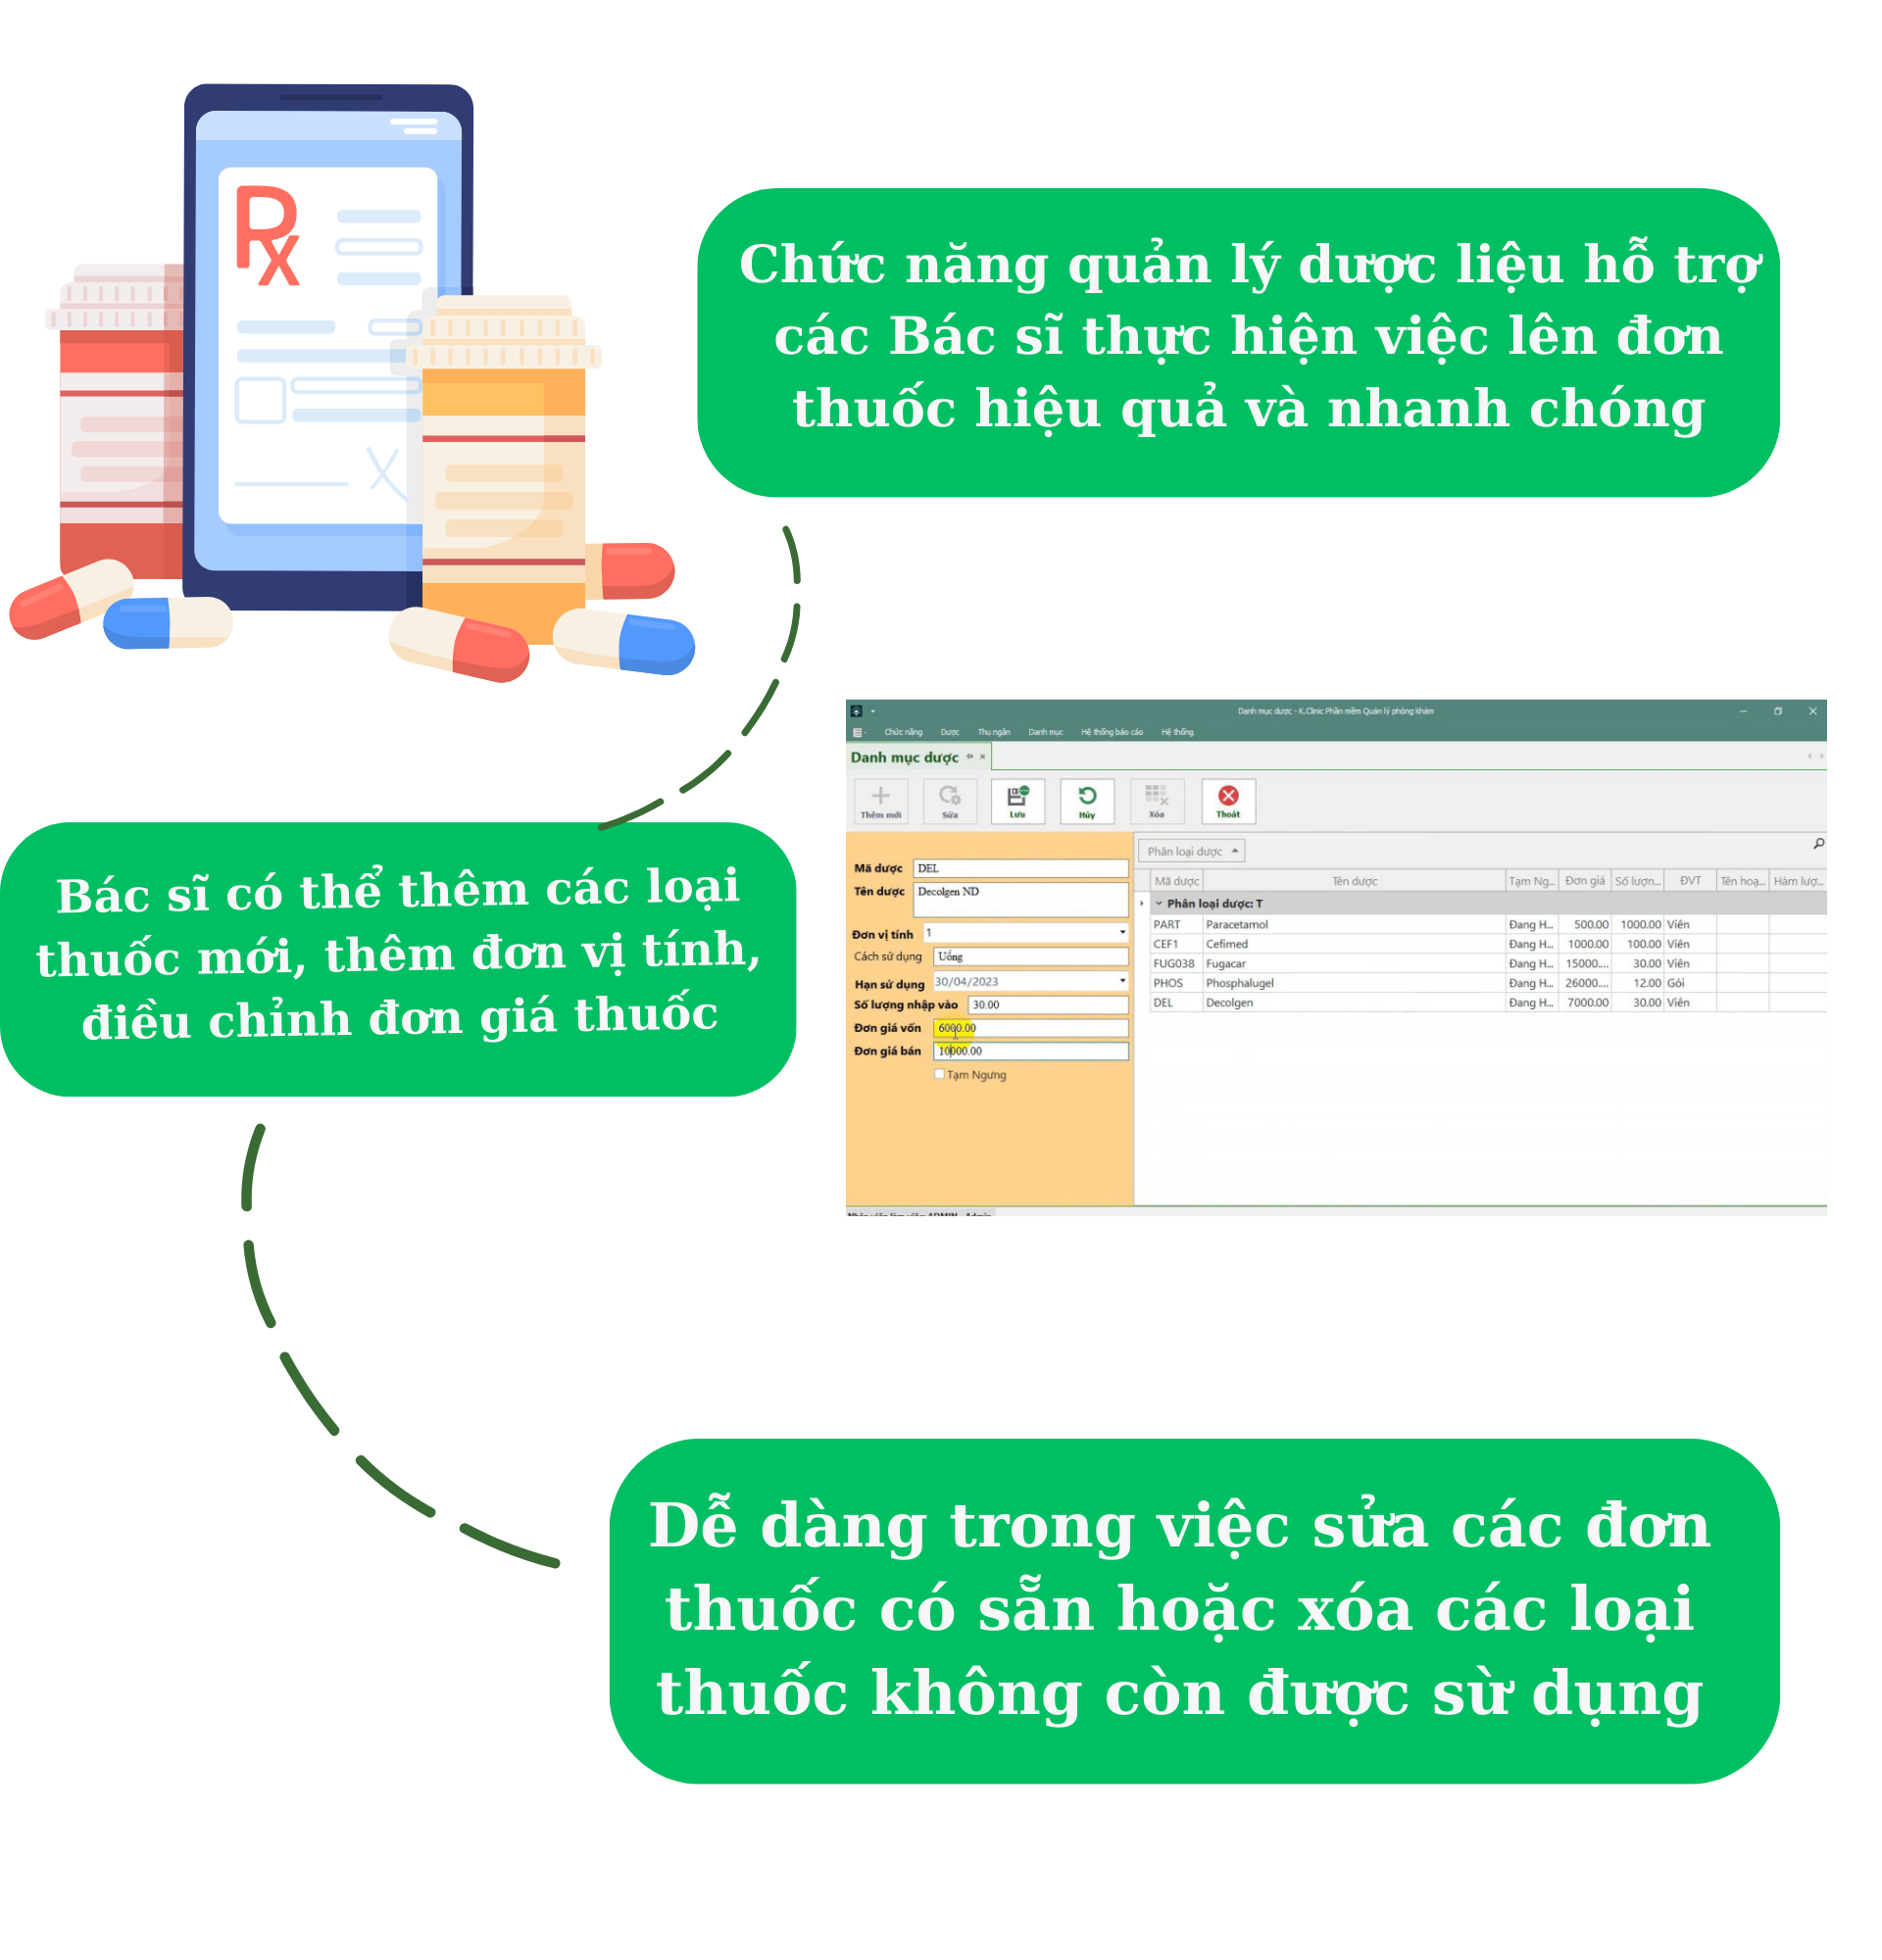 Rx
Chức năng quản lý dược liệu hỗ trợ
các Bác sĩ thực hiện việc lên đơn
thuốc hiệu quả và nhanh chóng
Danh mục dược - K.Clinic Phần mềm Quản lý phòng khám
Chức năng Dược Thu ngân Danh mục Hệ thống báo cáo Hệ thống
Danh mục dược
Thêm mới Sửa Lưu Hủy Xóa Thoát
Mã dược DEL
Tên dược Decolgen ND
Đơn vị tính 1
Cách sử dụng Uống
Hạn sử dụng 30/04/2023
Số lượng nhập vào 30.00
Đơn giá vốn 6000.00
Đơn giá bán 10000.00
Tạm Ngưng
Phân loại dược
Mã dược Tên dược Tạm Ng... Đơn giá Số lượn... ĐVT Tên hoạ... Hàm lượ...
Phân loại dược: T
PART Paracetamol Đang H... 500.00 1000.00 Viên
CEF1 Cefimed Đang H... 1000.00 100.00 Viên
FUG038 Fugacar Đang H... 15000.... 30.00 Viên
PHOS Phosphalugel Đang H... 26000.... 12.00 Gói
DEL Decolgen Đang H... 7000.00 30.00 Viên
Nhân viên làm việc: ADMIN - Admin
Bác sĩ có thể thêm các loại
thuốc mới, thêm đơn vị tính,
điều chỉnh đơn giá thuốc
Dễ dàng trong việc sửa các đơn
thuốc có sẵn hoặc xóa các loại
thuốc không còn được sừ dụng